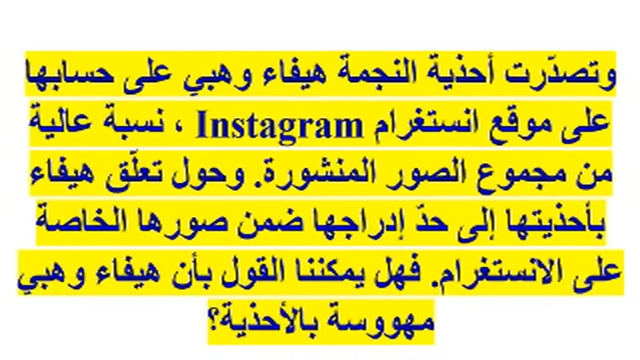 وتصدّرت أحذية النجمة هيفاء وهبي على حسابها
على موقع انستغرام Instagram ، نسبة عالية
من مجموع الصور المنشورة. وحول تعلّق هيفاء
بأحذيتها إلى حدّ إدراجها ضمن صورها الخاصة
على الانستغرام. فهل يمكننا القول بأن هيفاء وهبي
مهووسة بالأحذية؟